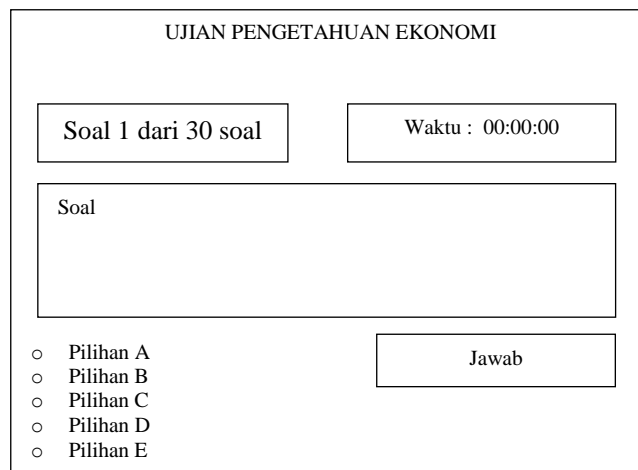 UJIAN PENGETAHUAN EKONOMI
Soal 1 dari 30 soal
Waktu : 00:00:00
Soal
Pilihan A
Pilihan B
Pilihan C
Pilihan D
Pilihan E
Jawab